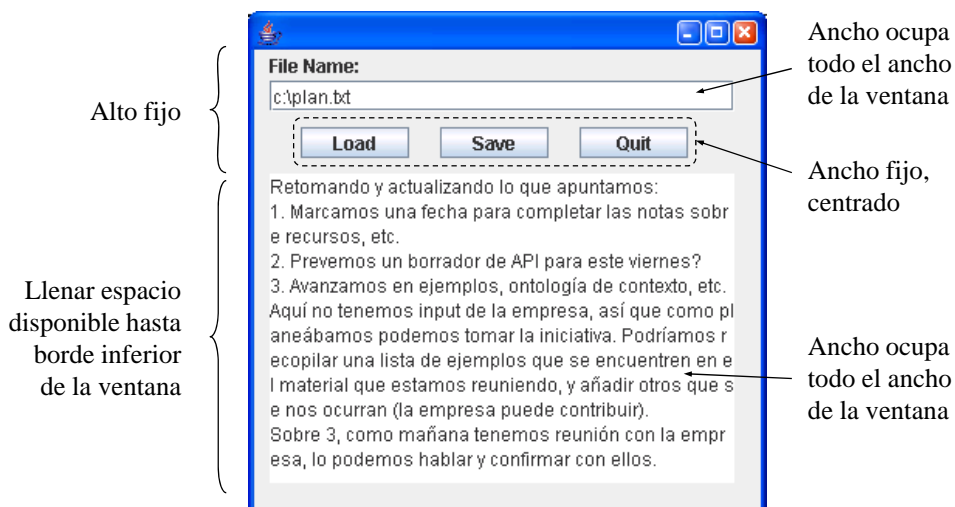 File Name:
c:\plan.txt
Load Save Quit
Retomando y actualizando lo que apuntamos:
1. Marcamos una fecha para completar las notas sobr
e recursos, etc.
2. Prevemos un borrador de API para este viernes?
3. Avanzamos en ejemplos, ontología de contexto, etc.
Aquí no tenemos input de la empresa, así que como pl
aneábamos podemos tomar la iniciativa. Podríamos r
ecopilar una lista de ejemplos que se encuentren en e
l material que estamos reuniendo, y añadir otros que s
e nos ocurran (la empresa puede contribuir).
Sobre 3, como mañana tenemos reunión con la empr
esa, lo podemos hablar y confirmar con ellos.
Alto fijo
Llenar espacio
disponible hasta
borde inferior
de la ventana
Ancho ocupa
todo el ancho
de la ventana
Ancho fijo,
centrado
Ancho ocupa
todo el ancho
de la ventana